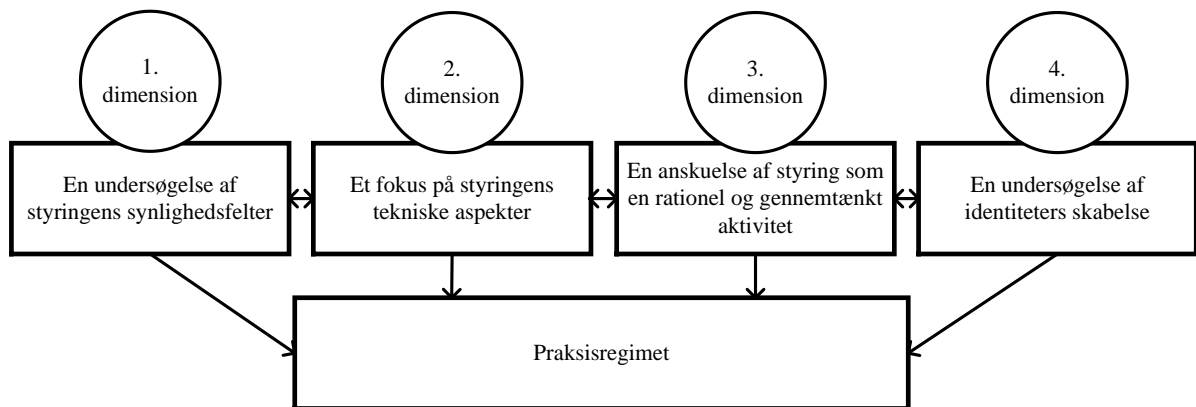 1.
dimension
2.
dimension
3.
dimension
4.
dimension
En undersøgelse af
styringens synlighedsfelter
Et fokus på styringens
tekniske aspekter
En anskuelse af styring som
en rationel og gennemtænkt
aktivitet
En undersøgelse af
identiteters skabelse
Praksisregimet